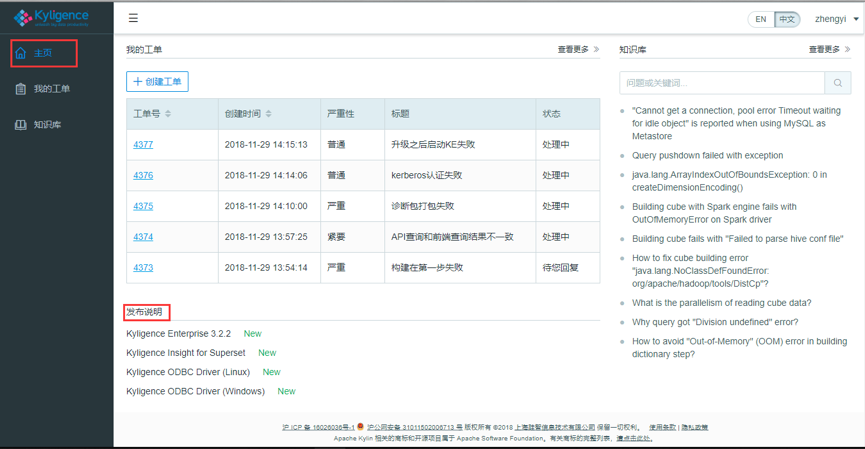 Kyligence
EN 中文 zhengyi
主页
我的工单
知识库
我的工单 查看更多
创建工单
工单号 创建时间 严重性 标题 状态
4377 2018-11-29 14:15:13 普通 升级之后启动KE失败 处理中
4376 2018-11-29 14:14:06 普通 kerberos认证失败 处理中
4375 2018-11-29 14:10:00 严重 诊断包打包失败 处理中
4374 2018-11-29 13:57:25 紧要 API查询和前端查询结果不一致 处理中
4373 2018-11-29 13:54:14 严重 构建在第一步失败 待您回复
发布说明
Kyligence Enterprise 3.2.2 New
Kyligence Insight for Superset New
Kyligence ODBC Driver (Linux) New
Kyligence ODBC Driver (Windows) New
知识库 查看更多
问题或关键词...
"Cannot get a connection, pool error Timeout waiting
for idle object" is reported when using MySQL as
Metastore
Query pushdown failed with exception
java.lang.ArrayIndexOutOfBoundsException: 0 in
createDimensionEncoding()
Building cube with Spark engine fails with
OutOfMemoryError on Spark driver
Building cube fails with "Failed to parse hive conf file"
How to fix cube building error
"java.lang.NoClassDefFoundError:
org/apache/hadoop/tools/DistCp"?
What is the parallelism of reading cube data?
Why query got "Division undefined" error?
How to avoid "Out-of-Memory" (OOM) error in building
dictionary step?
沪 ICP 备 16026036号-1 沪公网安备 31011502006713 号 版权所有 ©2018 上海跬智信息技术有限公司 保留一切权利。 使用条款 | 隐私政策
Apache Kylin 相关的商标和开源项目属于 Apache Software Foundation。有关商标的完整列表，请点击此处。